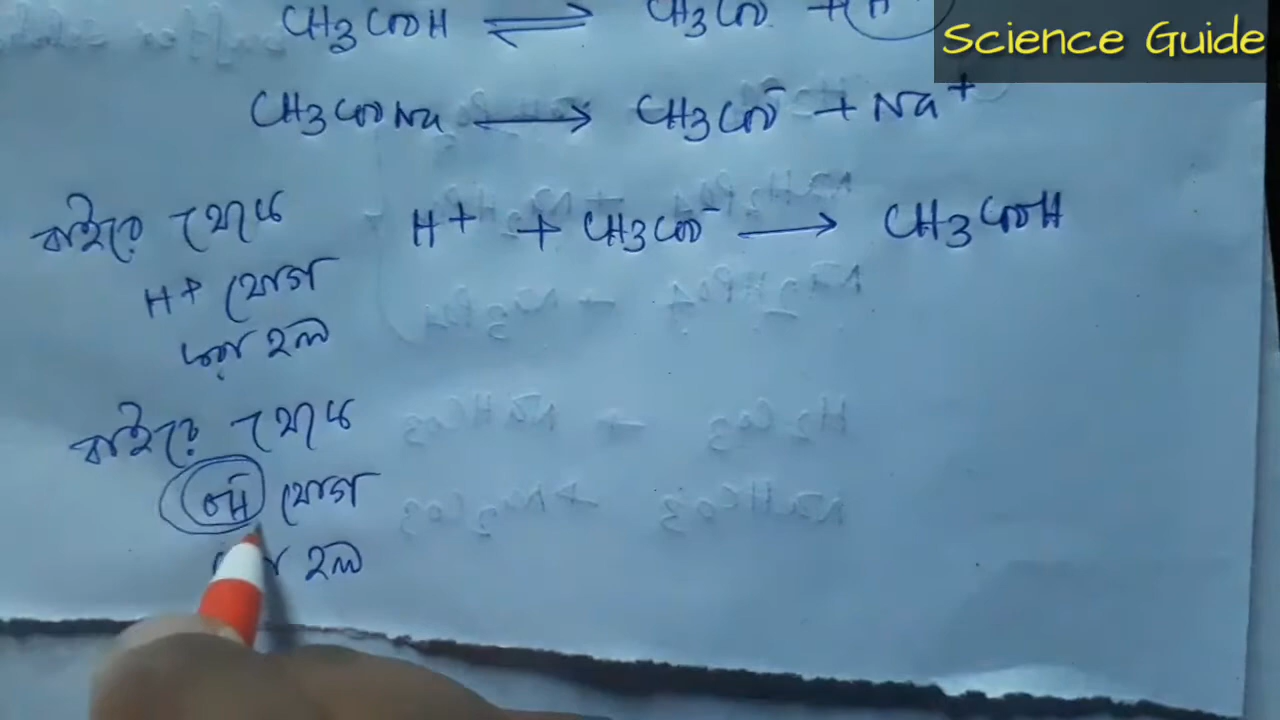 CH3COOH ⇌ CH3COO + H
Science Guide
CH3COONa ⟶ CH3COO⁻ + Na⁺
বাইরে থেকে H⁺ + CH3COO⁻ ⟶ CH3COOH
H+ যোগ
করা হল
বাইরে থেকে
OH⁻ যোগ
হল